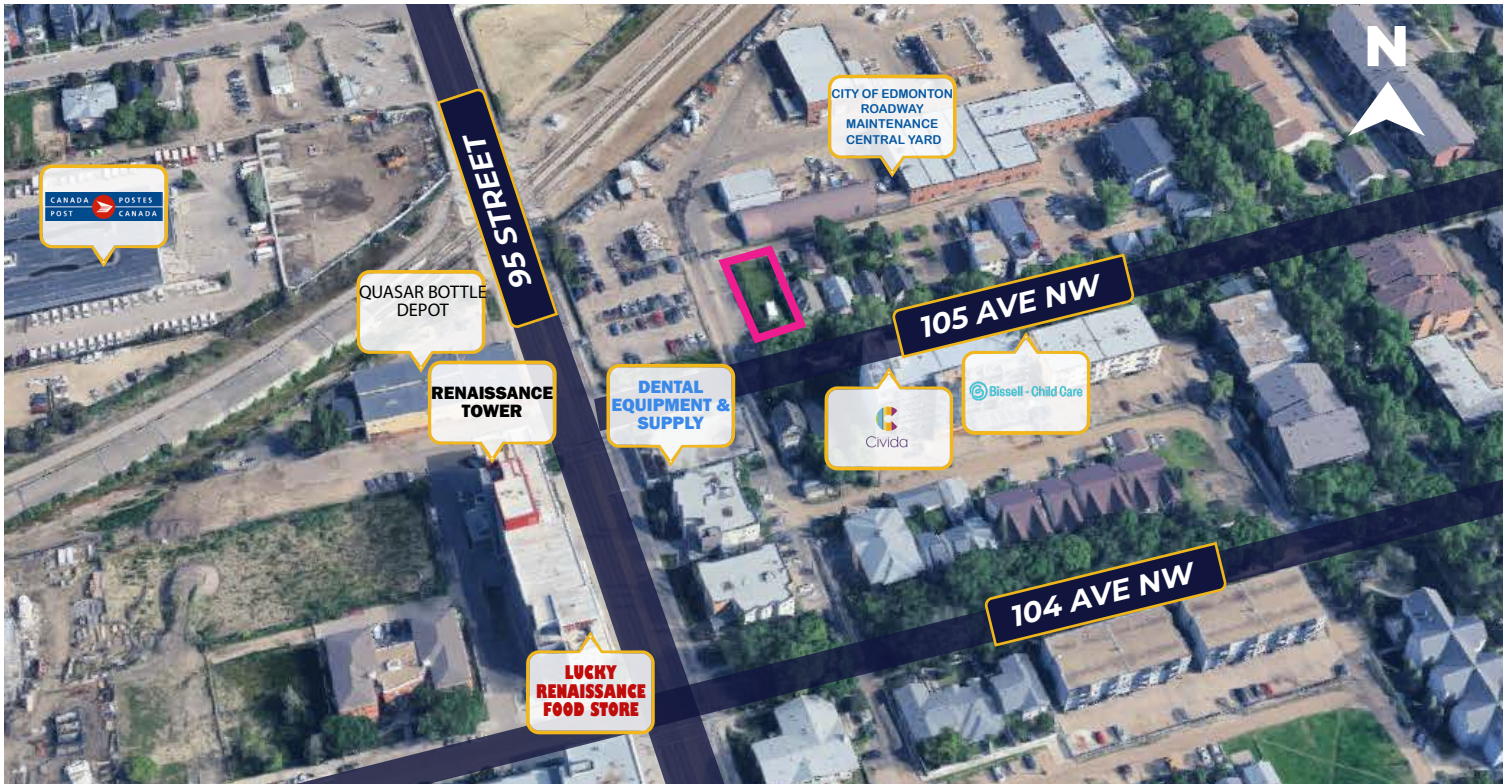 N
CITY OF EDMONTON
ROADWAY
MAINTENANCE
CENTRAL YARD
95 STREET
CANADA POSTES
POST CANADA
QUASAR BOTTLE
DEPOT
105 AVE NW
RENAISSANCE
TOWER
DENTAL
EQUIPMENT &
SUPPLY
Bissell - Child Care
Civida
104 AVE NW
LUCKY
RENAISSANCE
FOOD STORE